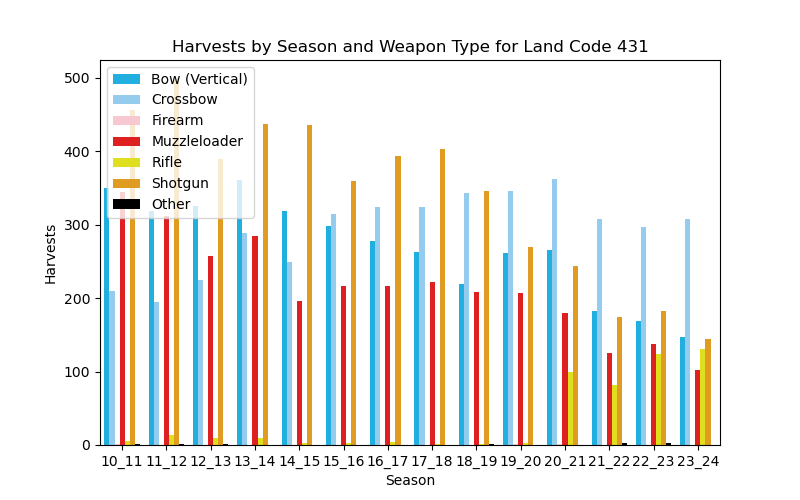 Harvests by Season and Weapon Type for Land Code 431
500
400
300
200
100
0
Harvests
Bow (Vertical)
Crossbow
Firearm
Muzzleloader
Rifle
Shotgun
Other
10_11 11_12 12_13 13_14 14_15 15_16 16_17 17_18 18_19 19_20 20_21 21_22 22_23 23_24
Season